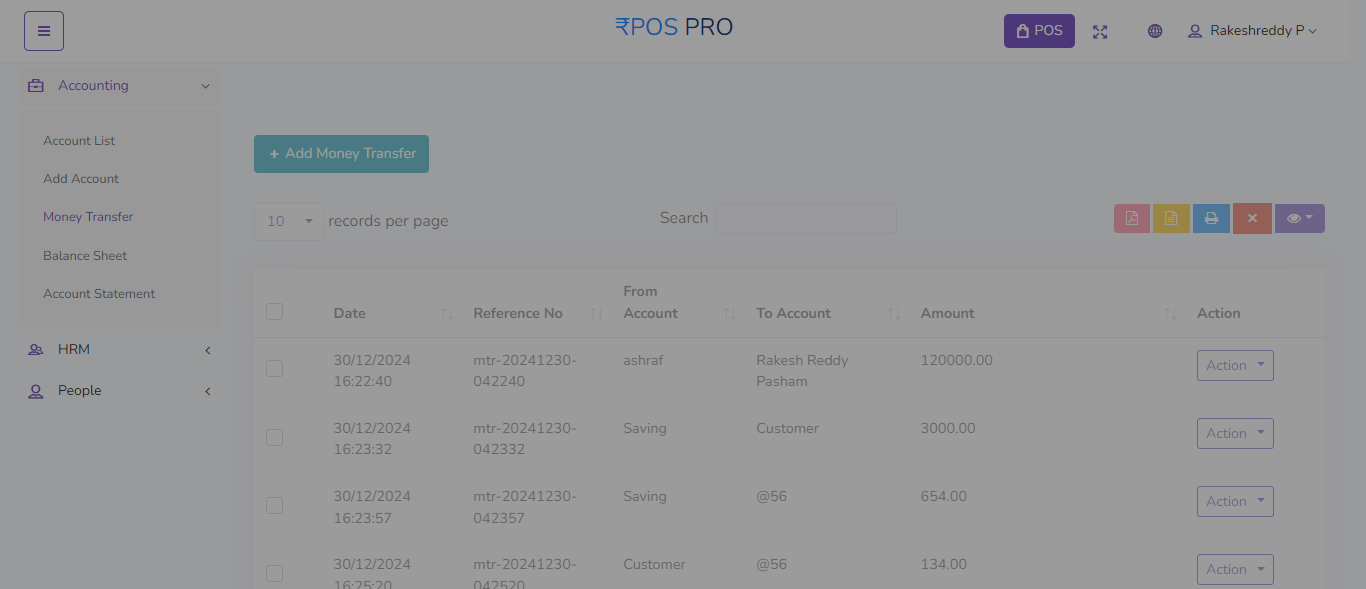 ₹POS PRO
POS
Rakeshreddy P
Accounting
Account List
Add Account
Money Transfer
Balance Sheet
Account Statement
HRM
People
+ Add Money Transfer
10 records per page
Search
Date
Reference No
From
Account
To Account
Amount
Action
30/12/2024
16:22:40
mtr-20241230-
042240
ashraf
Rakesh Reddy
Pasham
120000.00
Action
30/12/2024
16:23:32
mtr-20241230-
042332
Saving
Customer
3000.00
Action
30/12/2024
16:23:57
mtr-20241230-
042357
Saving
@56
654.00
Action
30/12/2024
16:25:20
mtr-20241230-
042520
Customer
@56
134.00
Action